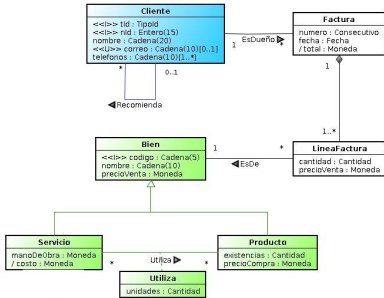 Cliente
<<I>> tId : TipoId
<<I>> nId : Entero(15)
nombre : Cadena(20)
<<U>> correo : Cadena(10)[0..1]
telefonos : Cadena(10)[1..*]
EsDueño
1
*
Factura
numero : Consecutivo
fecha : Fecha
/ total : Moneda
*
0..1
Recomienda
1
1..*
Bien
<<I>> codigo : Cadena(5)
nombre : Cadena(10)
precioVenta : Moneda
1
*
EsDe
LineaFactura
cantidad : Cantidad
precioVenta : Moneda
Servicio
manoDeObra : Moneda
/ costo : Moneda
*
Utiliza
*
Producto
existencias : Cantidad
precioCompra : Moneda
Utiliza
unidades : Cantidad